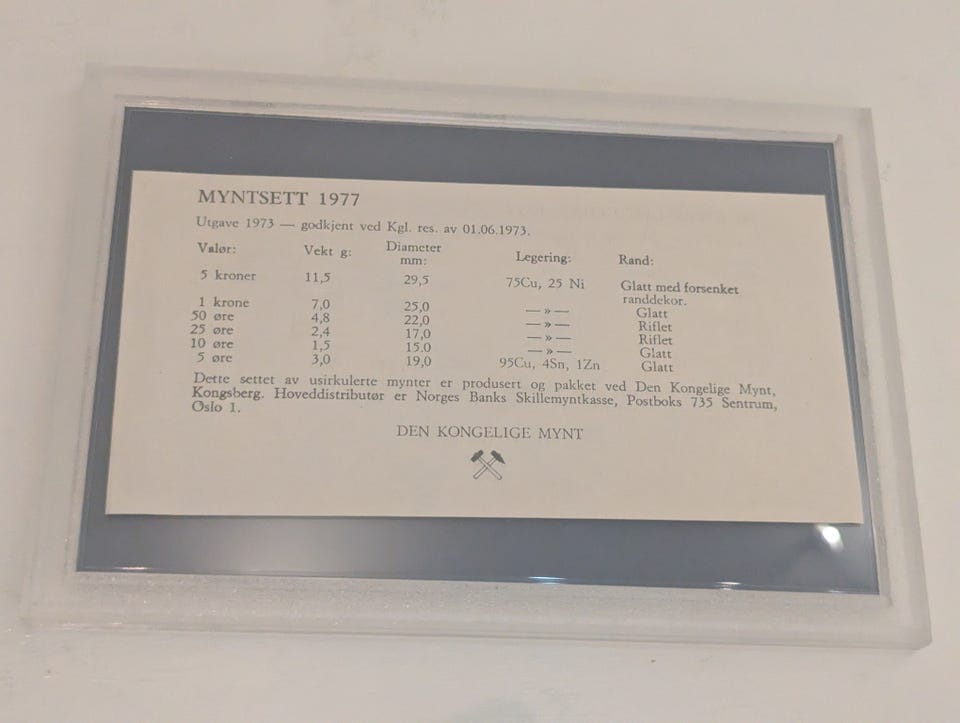 MYNTSETT 1977
Utgave 1973 — godkjent ved Kgl. res. av 01.06.1973.
Valør: Vekt g: Diameter mm: Legering: Rand:
5 kroner 11,5 29,5 75Cu, 25 Ni Glatt med forsenket randdekor.
1 krone 7,0 25,0 —»— Glatt
50 øre 4,8 22,0 —»— Riflet
25 øre 2,4 17,0 —»— Riflet
10 øre 1,5 15.0 —»— Glatt
5 øre 3,0 19,0 95Cu, 4Sn, 1Zn Glatt
Dette settet av usirkulerte mynter er produsert og pakket ved Den Kongelige Mynt,
Kongsberg. Hoveddistributør er Norges Banks Skillemyntkasse, Postboks 735 Sentrum,
Oslo 1.
DEN KONGELIGE MYNT